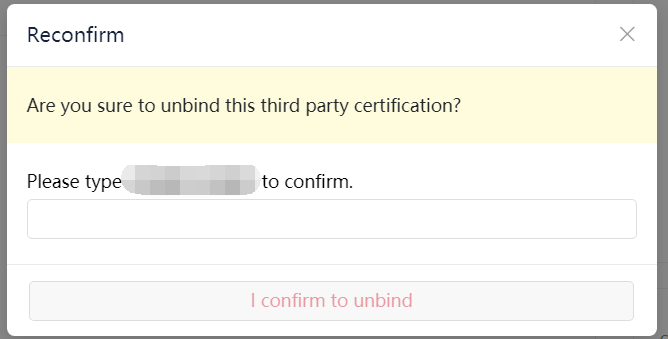 Reconfirm
Are you sure to unbind this third party certification?
Please type to confirm.
I confirm to unbind